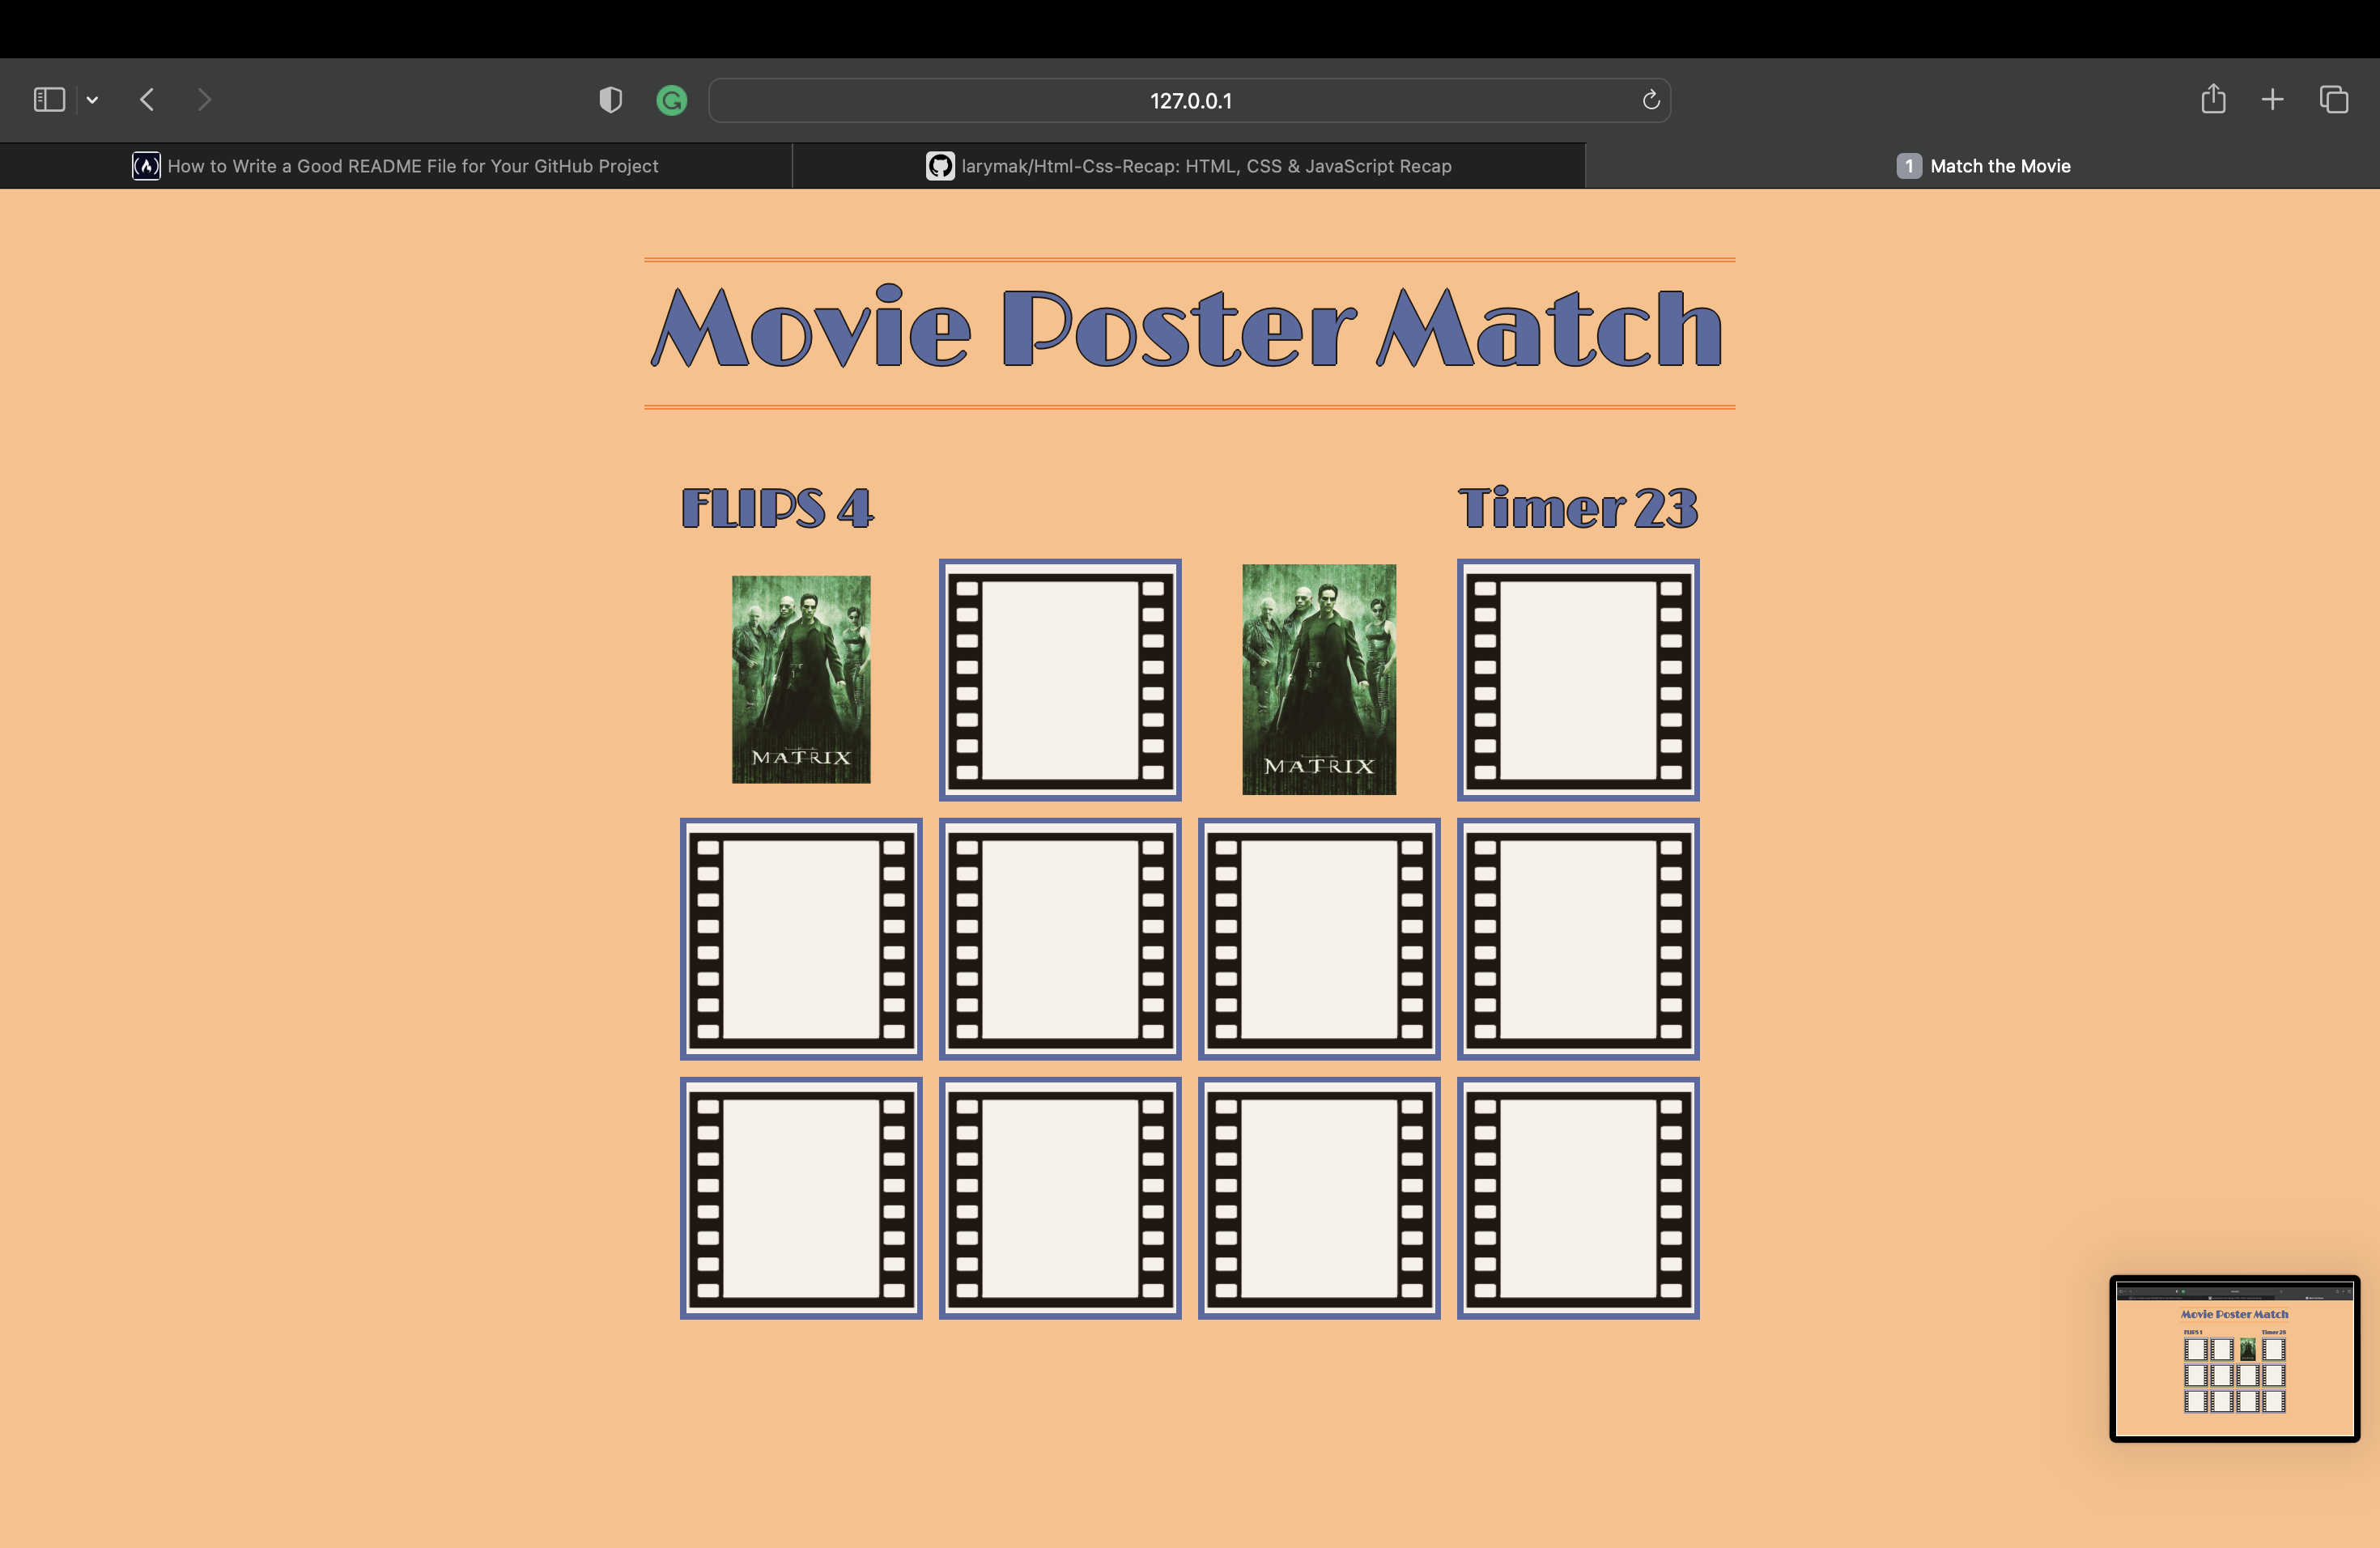 127.0.0.1
How to Write a Good README File for Your GitHub Project
larymak/Html-Css-Recap: HTML, CSS & JavaScript Recap
1 Match the Movie
Movie Poster Match
FLIPS 4
Timer 23
MATRIX
MATRIX
Movie Poster Match
FLIPS 1
Timer 28